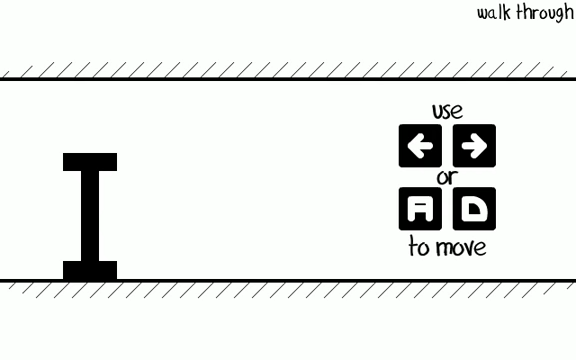 walk through
use
← →
or
A D
to move
I